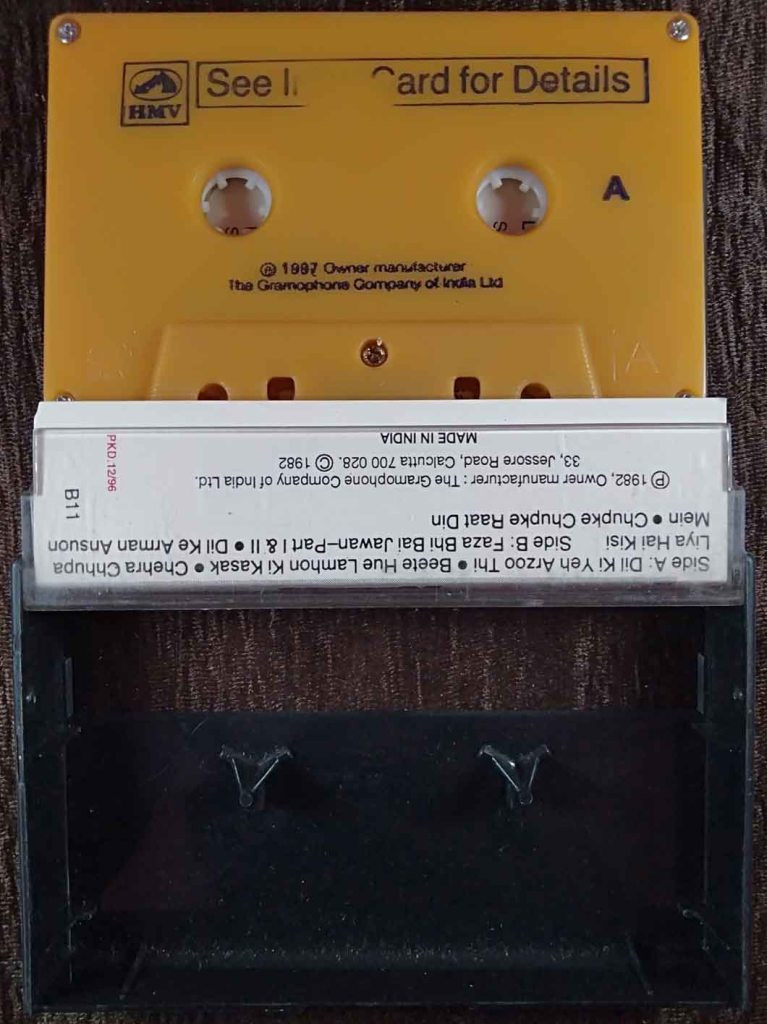 HMV
See Card for Details
A
℗ Owner manufacturer
The Gramophone Company of India Ltd
Side A: Dil Ki Yeh Arzoo Thi • Beete Hue Lamhon Ki Kasak • Chehra Chhupa
Liya Hai Kisi Side B: Faza Bhi Bai Jawan–Part I & II • Dil Ke Arman Ansuon
Mein • Chupke Chupke Raat Din
℗ 1982, Owner manufacturer : The Gramophone Company of India Ltd.
33, Jessore Road, Calcutta 700 028. © 1982
MADE IN INDIA
B11
PKD.12/96